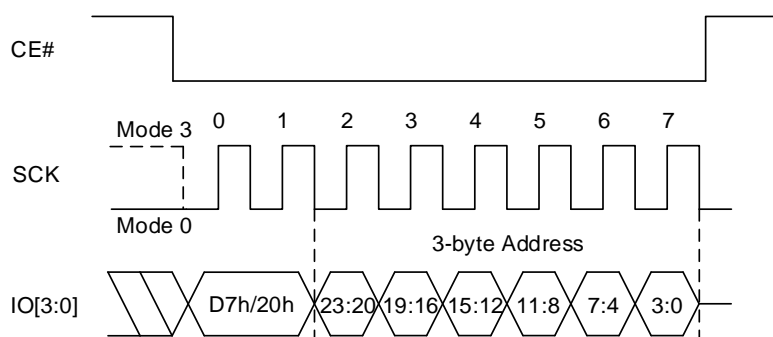 CE#
Mode 3
0 1 2 3 4 5 6 7
SCK
Mode 0
3-byte Address
IO[3:0]
D7h/20h 23:20 19:16 15:12 11:8 7:4 3:0